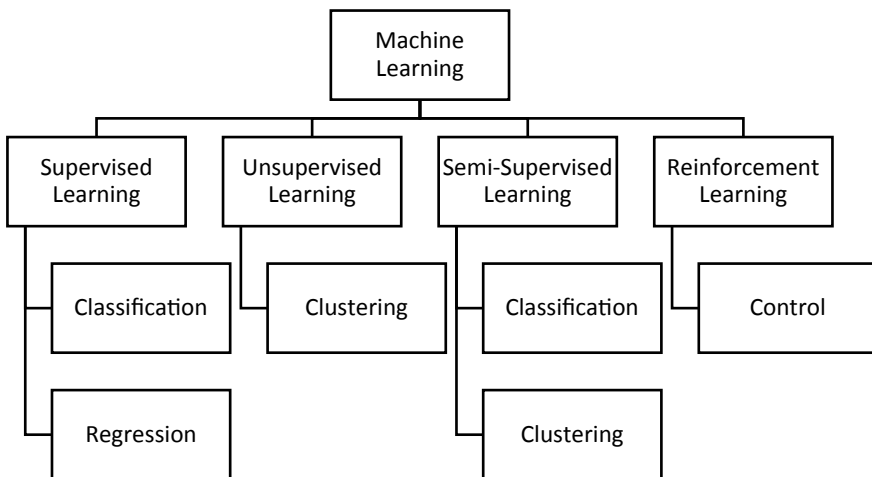 Machine
Learning
Supervised
Learning
Unsupervised
Learning
Semi-Supervised
Learning
Reinforcement
Learning
Classification
Clustering
Classification
Control
Regression
Clustering